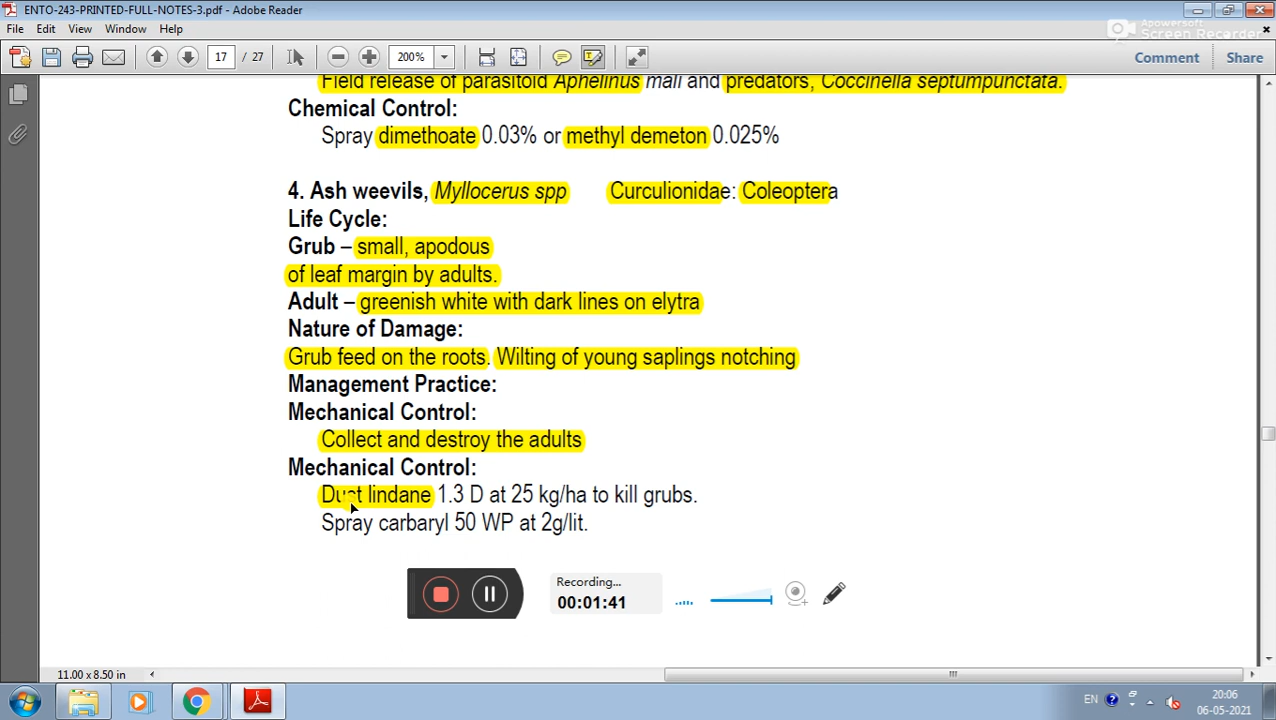 ENTO-243-PRINTED-FULL-NOTES-3.pdf - Adobe Reader
File Edit View Window Help
Apowersoft
Screen Recorder
17 / 27
200%
Comment Share
Field release of parasitoid Aphelinus mali and predators, Coccinella septumpunctata.
Chemical Control:
Spray dimethoate 0.03% or methyl demeton 0.025%
4. Ash weevils, Myllocerus spp Curculionidae: Coleoptera
Life Cycle:
Grub – small, apodous
of leaf margin by adults.
Adult – greenish white with dark lines on elytra
Nature of Damage:
Grub feed on the roots. Wilting of young saplings notching
Management Practice:
Mechanical Control:
Collect and destroy the adults
Mechanical Control:
Dust lindane 1.3 D at 25 kg/ha to kill grubs.
Spray carbaryl 50 WP at 2g/lit.
Recording...
00:01:41
11.00 x 8.50 in
EN
20:06
06-05-2021